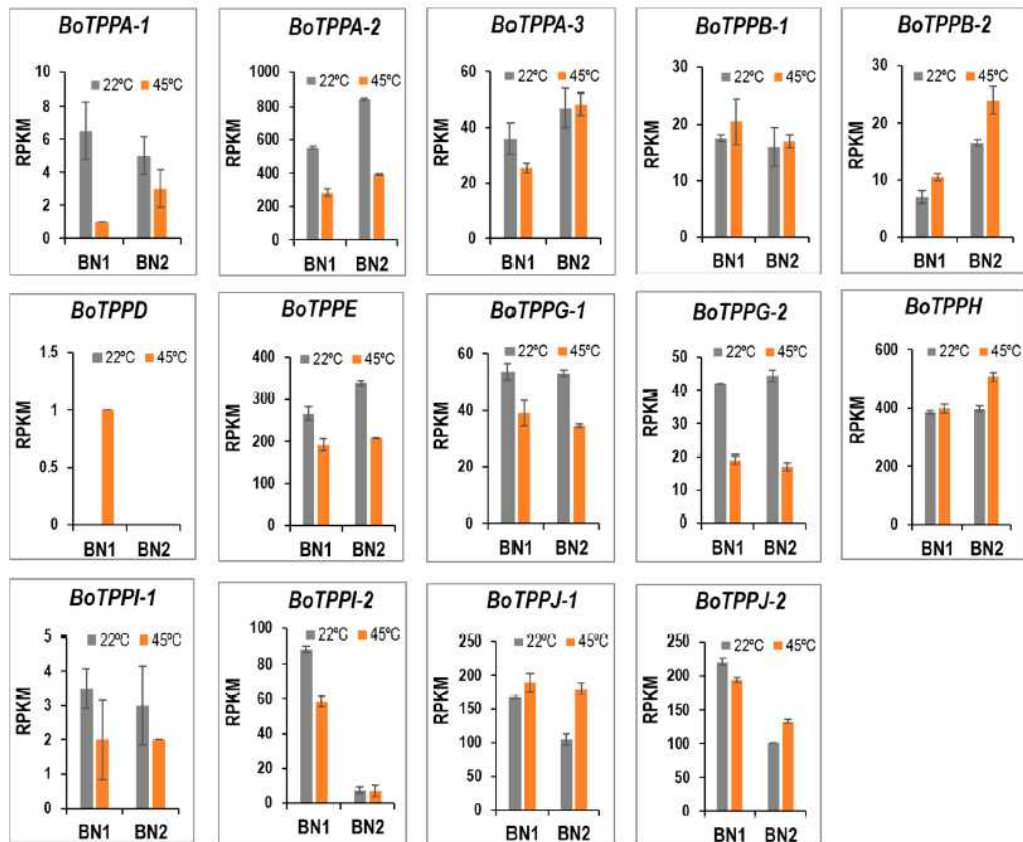 BoTPPA-1
22ºC 45ºC
RPKM
10
8
6
4
2
0
BN1 BN2
BoTPPA-2
22ºC 45ºC
RPKM
1000
800
600
400
200
0
BN1 BN2
BoTPPA-3
22ºC 45ºC
RPKM
60
40
20
0
BN1 BN2
BoTPPB-1
22ºC 45ºC
RPKM
30
20
10
0
BN1 BN2
BoTPPB-2
22ºC 45ºC
RPKM
30
20
10
0
BN1 BN2
BoTPPD
22ºC 45ºC
RPKM
1.5
1
0.5
0
BN1 BN2
BoTPPE
22ºC 45ºC
RPKM
400
300
200
100
0
BN1 BN2
BoTPPG-1
22ºC 45ºC
RPKM
60
40
20
0
BN1 BN2
BoTPPG-2
22ºC 45ºC
RPKM
50
40
30
20
10
0
BN1 BN2
BoTPPH
22ºC 45ºC
RPKM
600
400
200
0
BN1 BN2
BoTPPI-1
22ºC 45ºC
RPKM
5
4
3
2
1
0
BN1 BN2
BoTPPI-2
22ºC 45ºC
RPKM
100
80
60
40
20
0
BN1 BN2
BoTPPJ-1
22ºC 45ºC
RPKM
250
200
150
100
50
0
BN1 BN2
BoTPPJ-2
22ºC 45ºC
RPKM
250
200
150
100
50
0
BN1 BN2